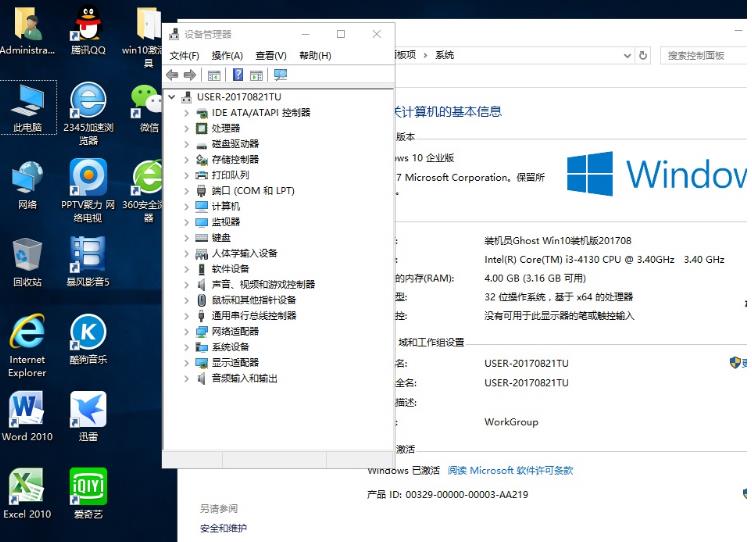 Administra...
腾讯QQ
win10激活
具
此电脑
2345加速浏
览器
微信
网络
PPTV聚力 网
络电视
360安全浏
器
回收站
暴风影音5
Internet
Explorer
酷狗音乐
Word 2010
迅雷
Excel 2010
爱奇艺
设备管理器
文件(F) 操作(A) 查看(V) 帮助(H)
USER-20170821TU
IDE ATA/ATAPI 控制器
处理器
磁盘驱动器
存储控制器
打印队列
端口 (COM 和 LPT)
计算机
监视器
键盘
人体学输入设备
软件设备
声音、视频和游戏控制器
鼠标和其他指针设备
通用串行总线控制器
网络适配器
系统设备
显示适配器
音频输入和输出
板项 › 系统
搜索控制面板
关计算机的基本信息
版本
ows 10 企业版
7 Microsoft Corporation。保留所
。
Window
装机员Ghost Win10装机版201708
Intel(R) Core(TM) i3-4130 CPU @ 3.40GHz 3.40 GHz
的内存(RAM): 4.00 GB (3.16 GB 可用)
型: 32 位操作系统，基于 x64 的处理器
控: 没有可用于此显示器的笔或触控输入
域和工作组设置
名: USER-20170821TU
全名: USER-20170821TU
描述:
WorkGroup
激活
Windows 已激活 阅读 Microsoft 软件许可条款
产品 ID: 00329-00000-00003-AA219
另请参阅
安全和维护